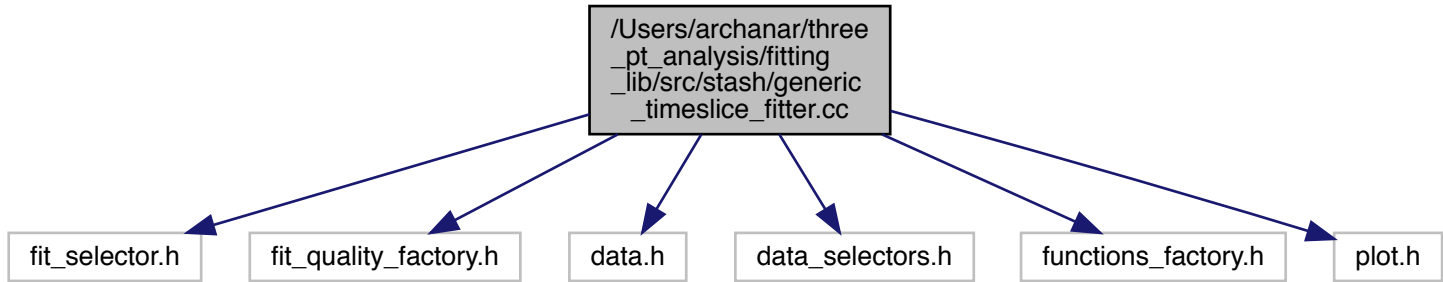 /Users/archanar/three
_pt_analysis/fitting
_lib/src/stash/generic
_timeslice_fitter.cc
fit_selector.h
fit_quality_factory.h
data.h
data_selectors.h
functions_factory.h
plot.h